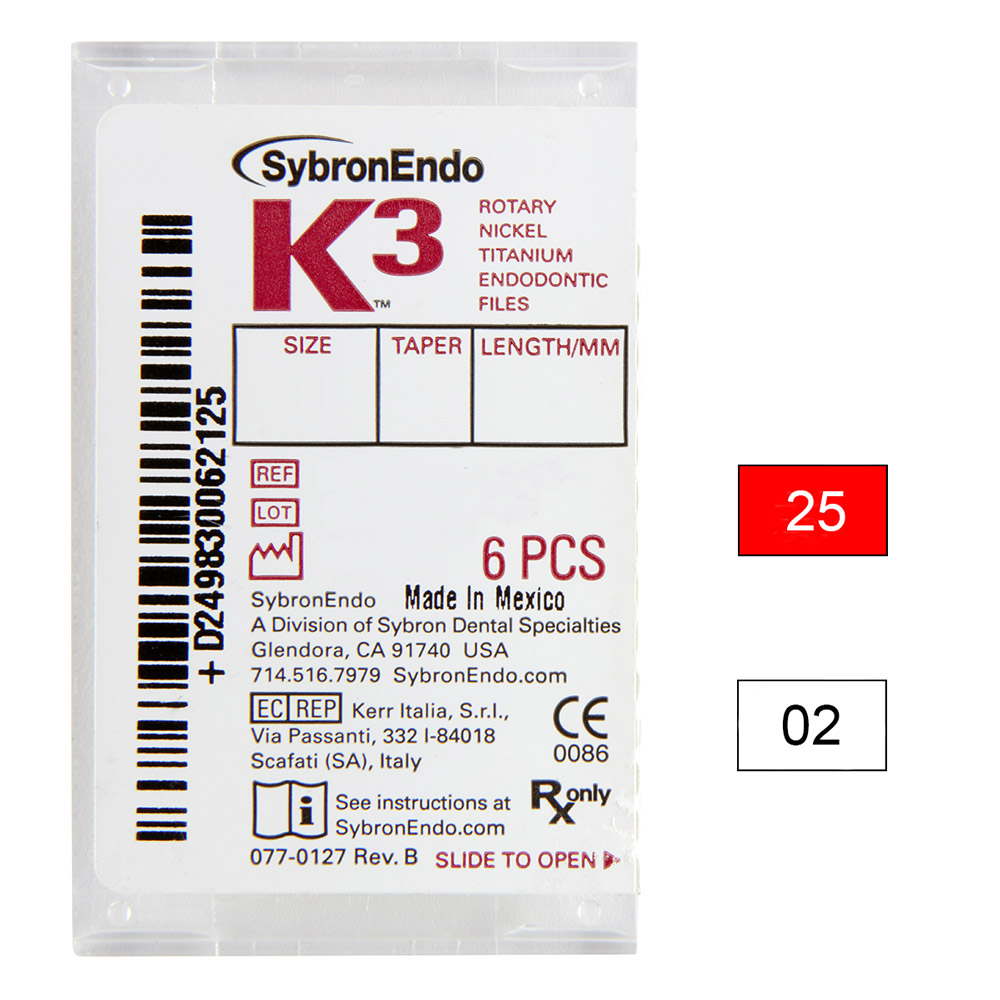 SybronEndo
K3™
ROTARY
NICKEL
TITANIUM
ENDODONTIC
FILES
SIZE TAPER LENGTH/MM
+D249830062125
REF
LOT
6 PCS
SybronEndo Made In Mexico
A Division of Sybron Dental Specialties
Glendora, CA 91740 USA
714.516.7979 SybronEndo.com
EC REP Kerr Italia, S.r.l.,
Via Passanti, 332 I-84018
Scafati (SA), Italy
CE
0086
i See instructions at
SybronEndo.com
Rx only
077-0127 Rev. B SLIDE TO OPEN
25
02